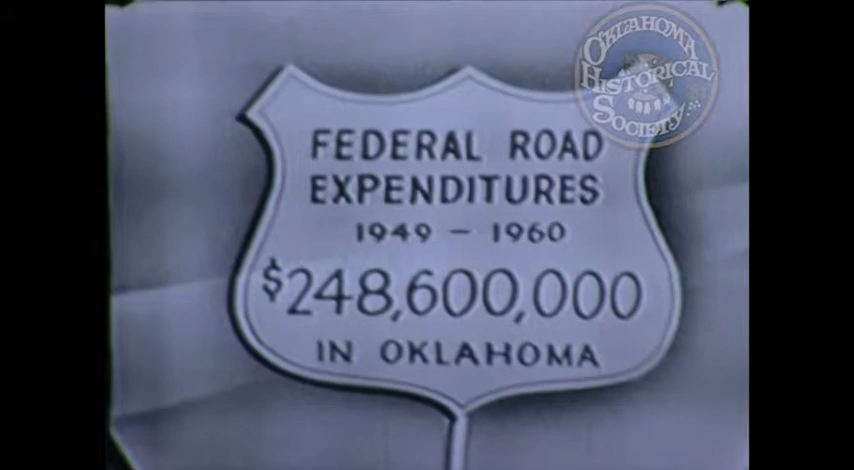 OKLAHOMA
HISTORICAL
SOCIETY
FEDERAL ROAD
EXPENDITURES
1949 - 1960
$248,600,000
IN OKLAHOMA